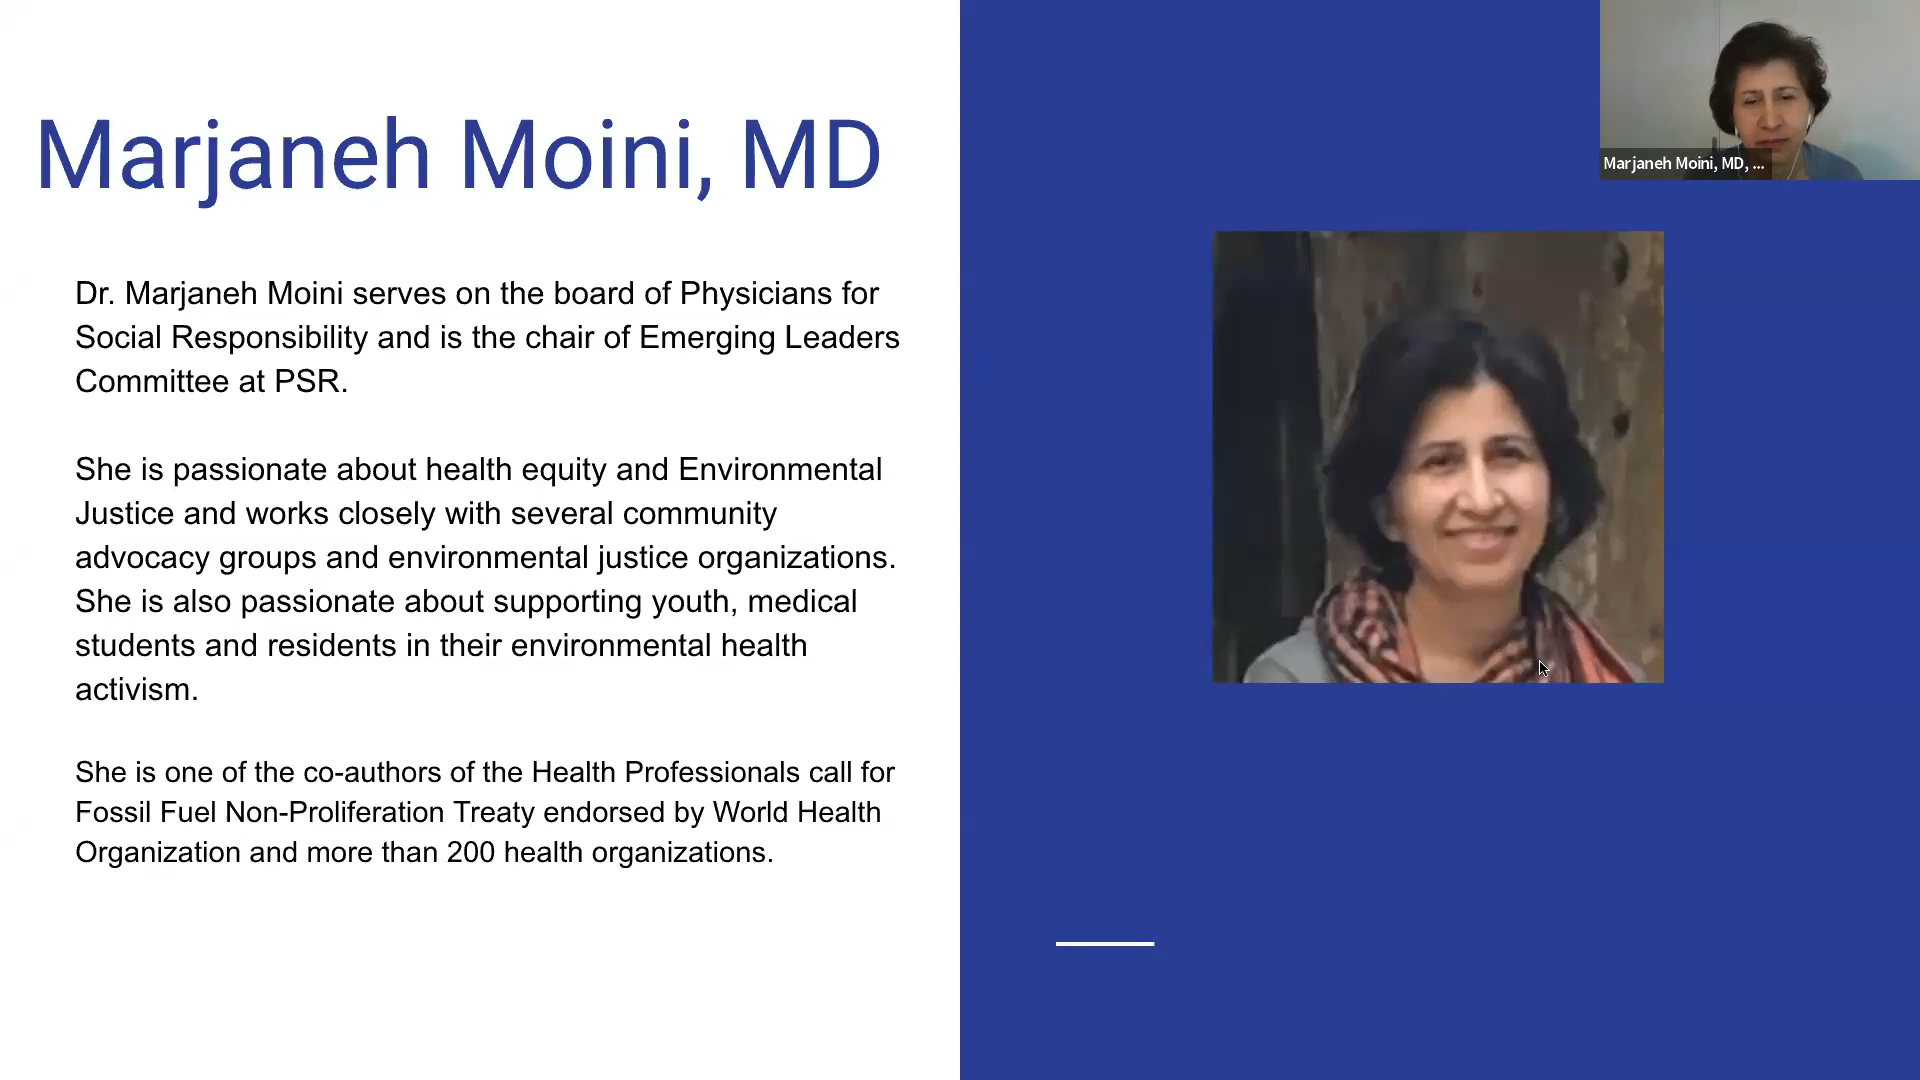 Marjaneh Moini, MD
Dr. Marjaneh Moini serves on the board of Physicians for
Social Responsibility and is the chair of Emerging Leaders
Committee at PSR.
She is passionate about health equity and Environmental
Justice and works closely with several community
advocacy groups and environmental justice organizations.
She is also passionate about supporting youth, medical
students and residents in their environmental health
activism.
She is one of the co-authors of the Health Professionals call for
Fossil Fuel Non-Proliferation Treaty endorsed by World Health
Organization and more than 200 health organizations.
Marjaneh Moini, MD, ...